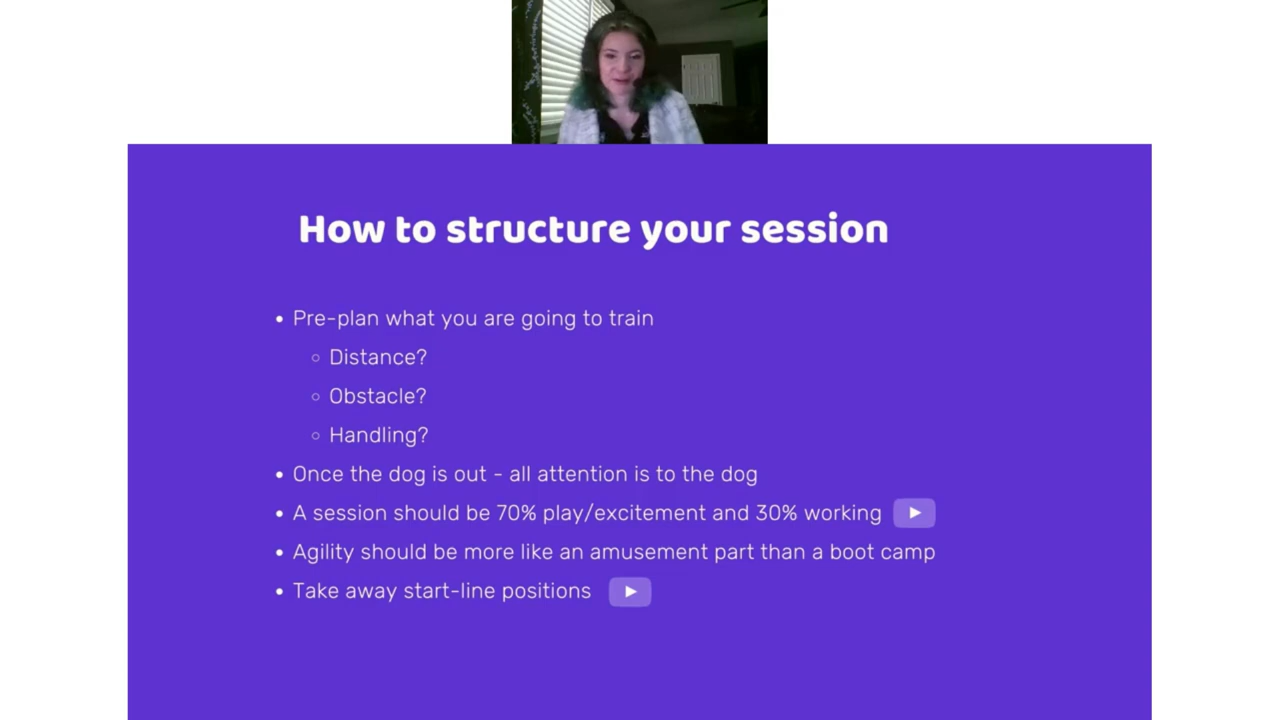 How to structure your session
Pre-plan what you are going to train
Distance?
Obstacle?
Handling?
Once the dog is out - all attention is to the dog
A session should be 70% play/excitement and 30% working
Agility should be more like an amusement part than a boot camp
Take away start-line positions